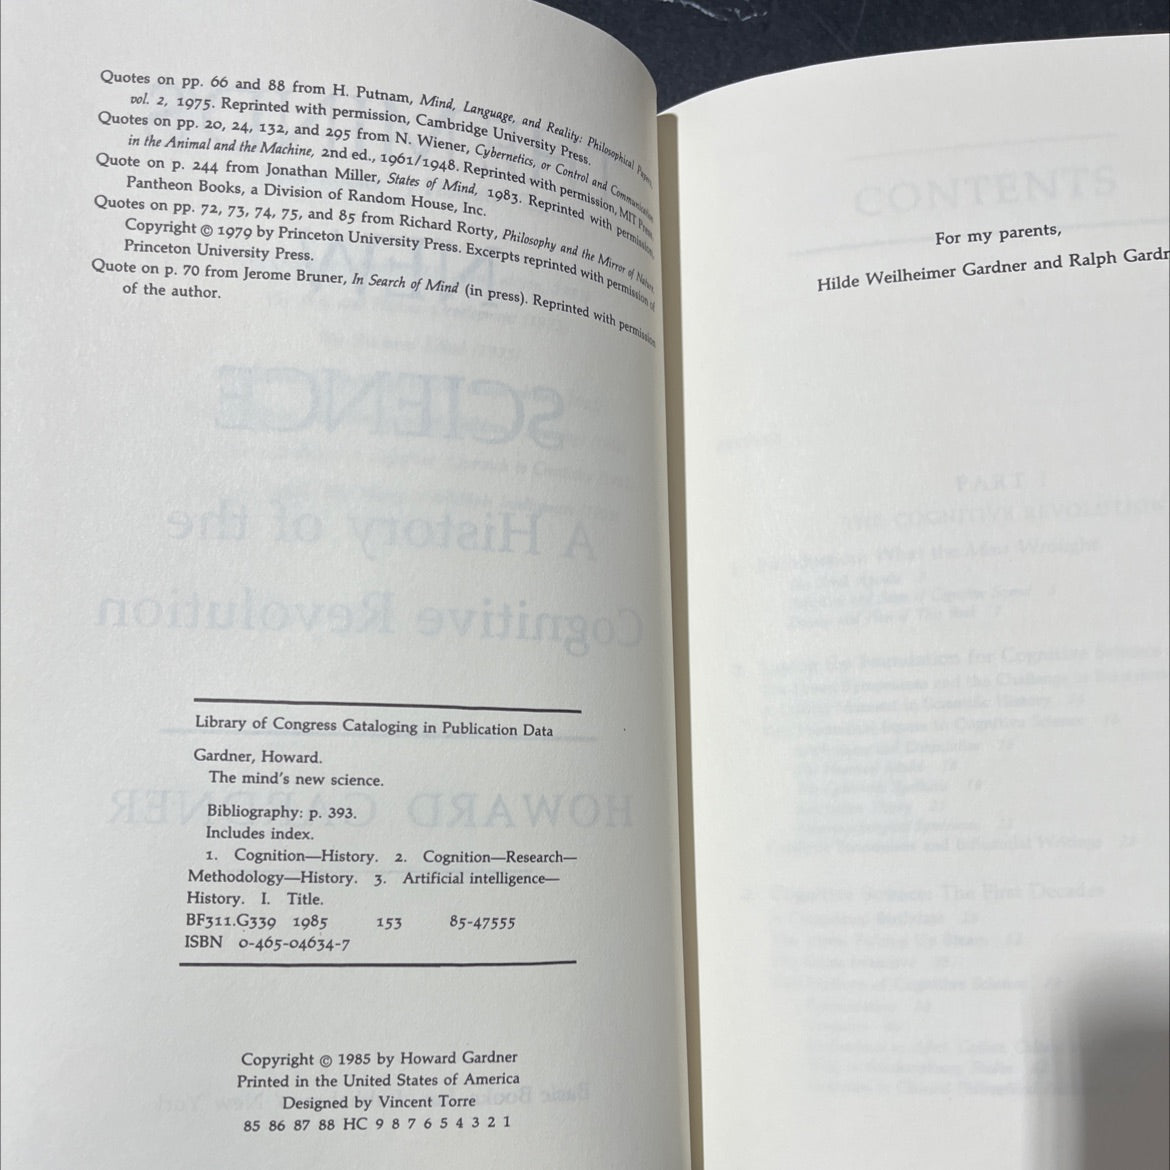 Quotes on pp. 66 and 88 from H. Putnam, Mind, Language, and Reality: Philosophical Papers,
vol. 2, 1975. Reprinted with permission, Cambridge University Press.
Quotes on pp. 20, 24, 132, and 295 from N. Wiener, Cybernetics, or Control and Communication
in the Animal and the Machine, 2nd ed., 1961/1948. Reprinted with permission, MIT Press.
Quote on p. 244 from Jonathan Miller, States of Mind, 1983. Reprinted with permission,
Pantheon Books, a Division of Random House, Inc.
Quotes on pp. 72, 73, 74, 75, and 85 from Richard Rorty, Philosophy and the Mirror of Nature.
Copyright © 1979 by Princeton University Press. Excerpts reprinted with permission of
Princeton University Press.
Quote on p. 70 from Jerome Bruner, In Search of Mind (in press). Reprinted with permission
of the author.
Library of Congress Cataloging in Publication Data
Gardner, Howard.
The mind's new science.
Bibliography: p. 393.
Includes index.
1. Cognition—History. 2. Cognition—Research—
Methodology—History. 3. Artificial intelligence—
History. I. Title.
BF311.G339 1985 153 85-47555
ISBN 0-465-04634-7
Copyright © 1985 by Howard Gardner
Printed in the United States of America
Designed by Vincent Torre
85 86 87 88 HC 9 8 7 6 5 4 3 2 1
CONTENTS
For my parents,
Hilde Weilheimer Gardner and Ralph Gardn
PART I
THE COGNITIVE REVOLUTION